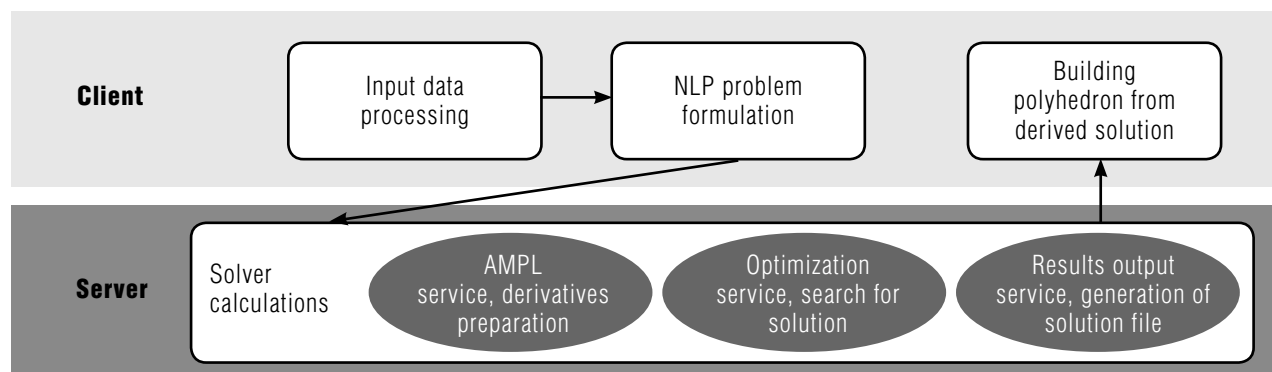 Client
Input data
processing
NLP problem
formulation
Building
polyhedron from
derived solution
Server
Solver
calculations
AMPL
service, derivatives
preparation
Optimization
service, search for
solution
Results output
service, generation of
solution file